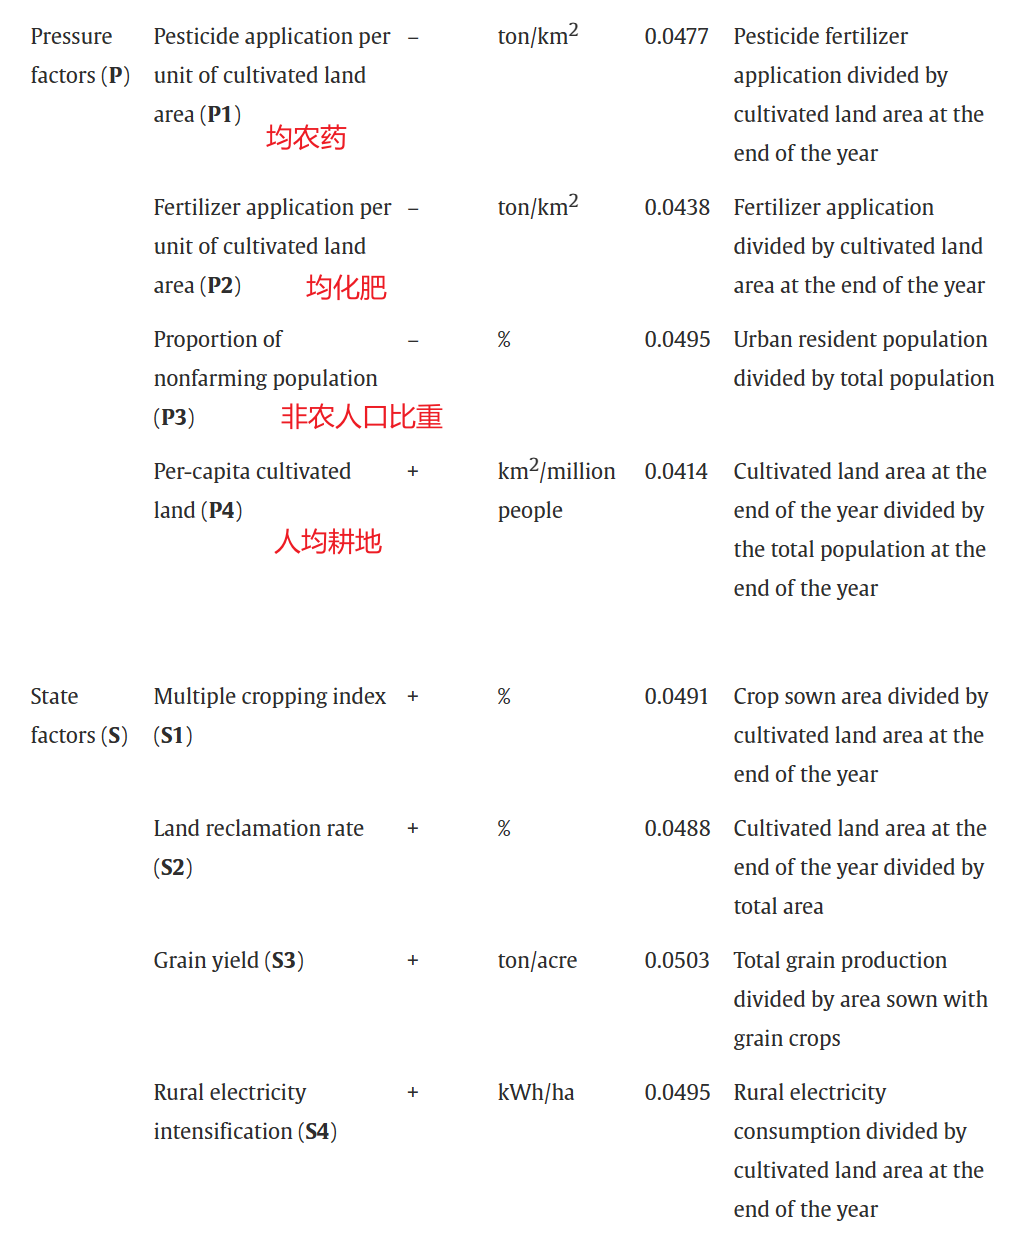 Pressure factors (P)
Pesticide application per unit of cultivated land area (P1)
–
ton/km²
0.0477
Pesticide fertilizer application divided by cultivated land area at the end of the year
均农药
Fertilizer application per unit of cultivated land area (P2)
–
ton/km²
0.0438
Fertilizer application divided by cultivated land area at the end of the year
均化肥
Proportion of nonfarming population (P3)
–
%
0.0495
Urban resident population divided by total population
非农人口比重
Per-capita cultivated land (P4)
+
km²/million people
0.0414
Cultivated land area at the end of the year divided by the total population at the end of the year
人均耕地
State factors (S)
Multiple cropping index (S1)
+
%
0.0491
Crop sown area divided by cultivated land area at the end of the year
Land reclamation rate (S2)
+
%
0.0488
Cultivated land area at the end of the year divided by total area
Grain yield (S3)
+
ton/acre
0.0503
Total grain production divided by area sown with grain crops
Rural electricity intensification (S4)
+
kWh/ha
0.0495
Rural electricity consumption divided by cultivated land area at the end of the year